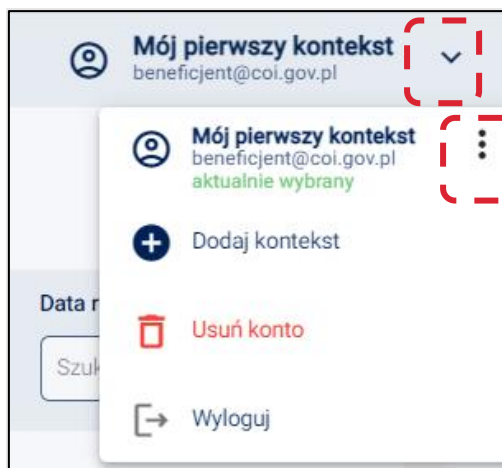 Mój pierwszy kontekst
beneficjent@coi.gov.pl
Mój pierwszy kontekst
beneficjent@coi.gov.pl
aktualnie wybrany
Dodaj kontekst
Data r
Usuń konto
Szuk
Wyloguj